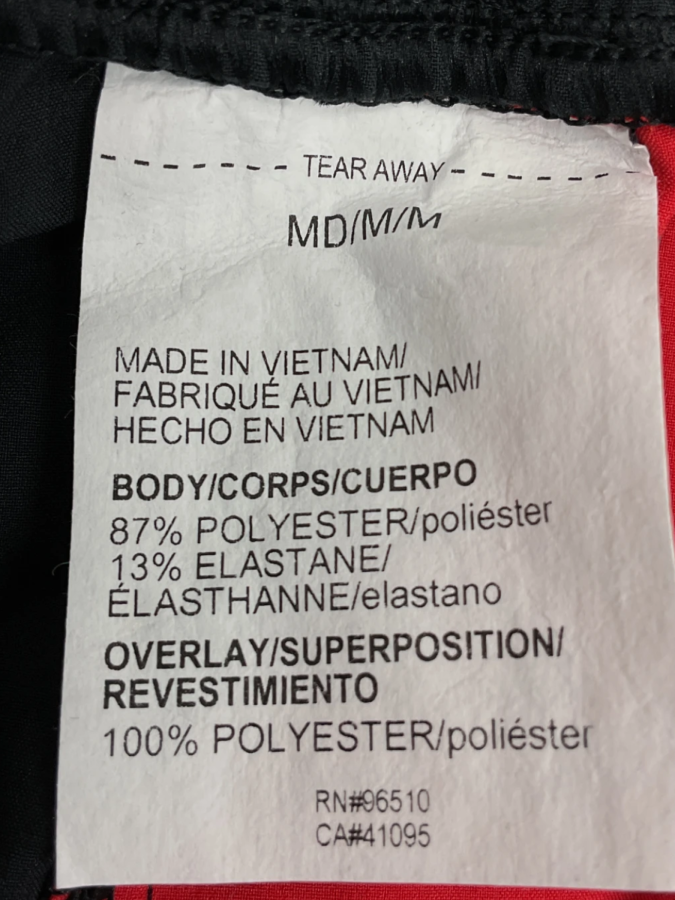 TEAR AWAY
MD/M/M
MADE IN VIETNAM/
FABRIQUÉ AU VIETNAM/
HECHO EN VIETNAM
BODY/CORPS/CUERPO
87% POLYESTER/poliéster
13% ELASTANE/
ÉLASTHANNE/elastano
OVERLAY/SUPERPOSITION/
REVESTIMIENTO
100% POLYESTER/poliéster
RN#96510
CA#41095